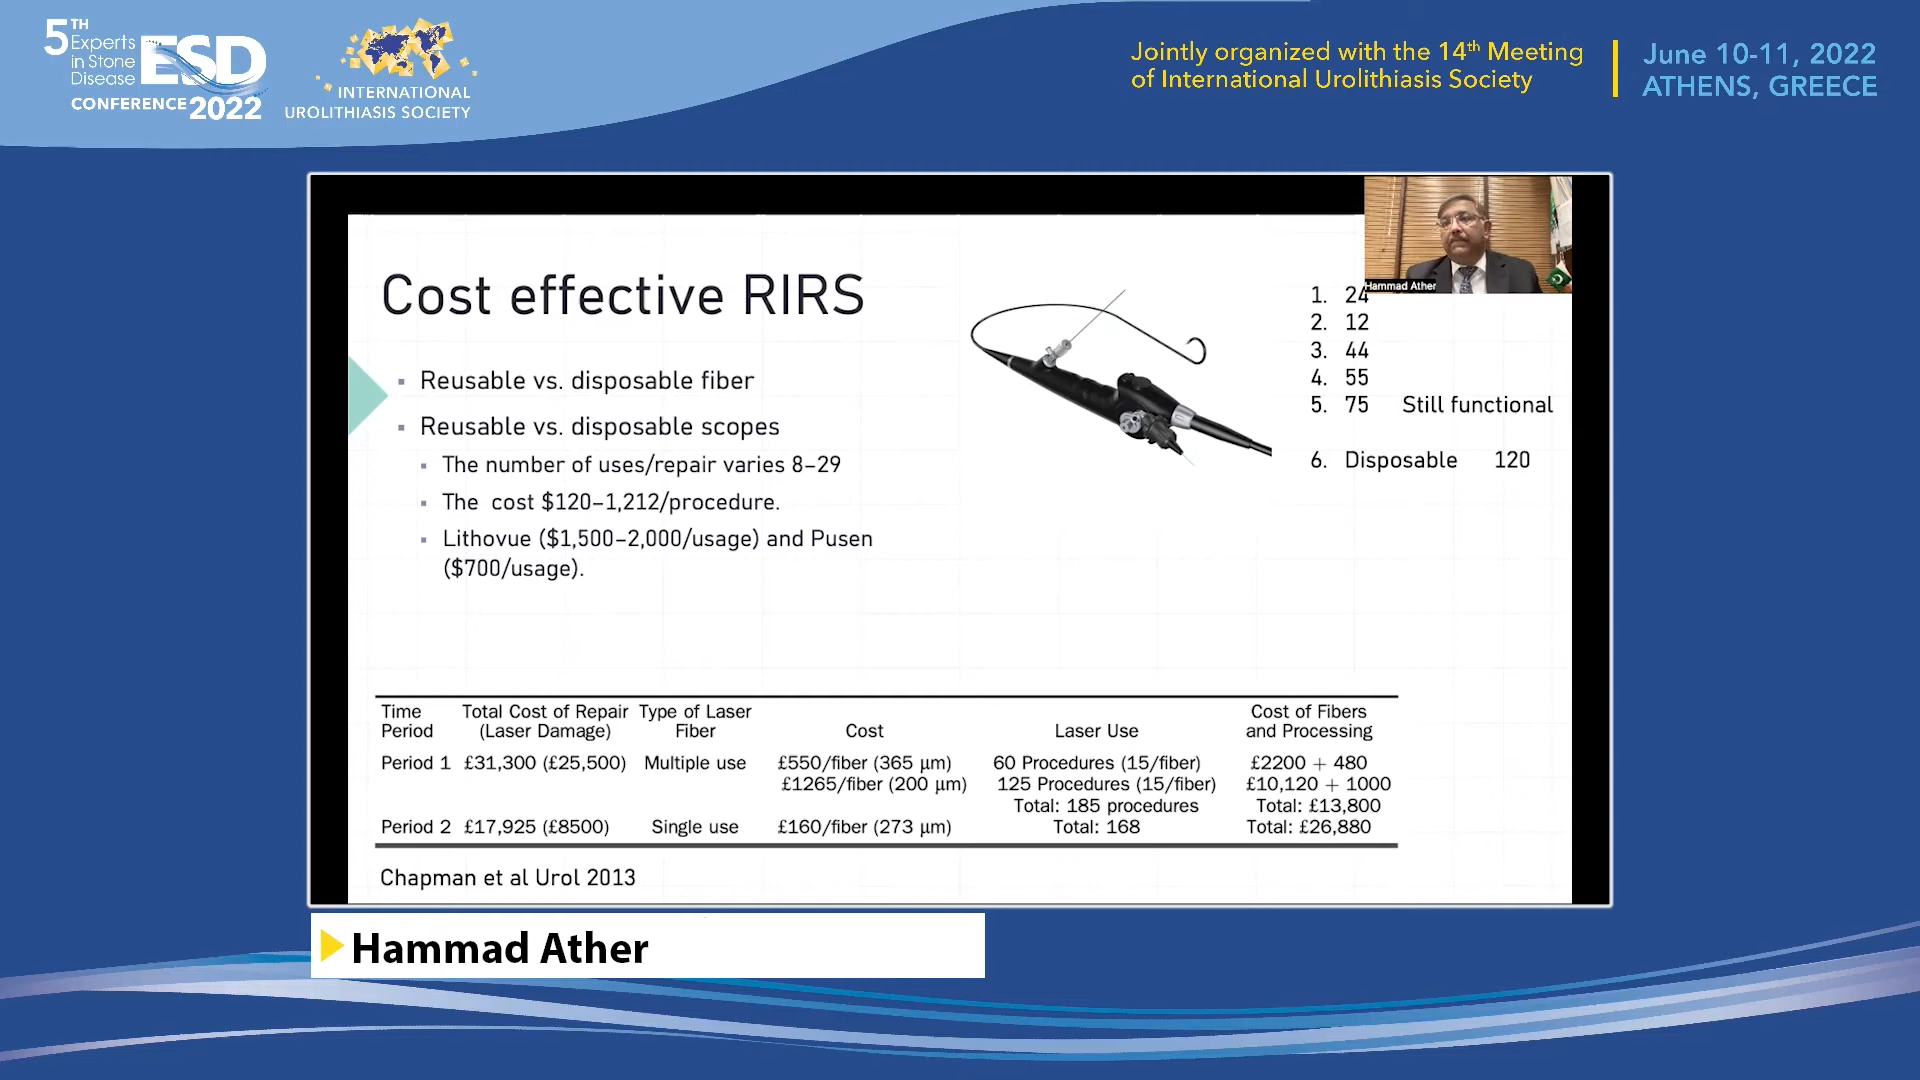 5TH
Experts
in Stone
Disease
ESD
CONFERENCE 2022
INTERNATIONAL
UROLITHIASIS SOCIETY
Jointly organized with the 14th Meeting
of International Urolithiasis Society
June 10-11, 2022
ATHENS, GREECE
Hammad Ather
Cost effective RIRS
▪ Reusable vs. disposable fiber
▪ Reusable vs. disposable scopes
▪ The number of uses/repair varies 8–29
▪ The cost $120–1,212/procedure.
▪ Lithovue ($1,500–2,000/usage) and Pusen
($700/usage).
1. 24
2. 12
3. 44
4. 55
5. 75 Still functional
6. Disposable 120
Time Period Total Cost of Repair (Laser Damage) Type of Laser Fiber Cost Laser Use Cost of Fibers and Processing
Period 1 £31,300 (£25,500) Multiple use £550/fiber (365 μm) 60 Procedures (15/fiber) £2200 + 480
£1265/fiber (200 μm) 125 Procedures (15/fiber) £10,120 + 1000
Total: 185 procedures Total: £13,800
Period 2 £17,925 (£8500) Single use £160/fiber (273 μm) Total: 168 Total: £26,880
Chapman et al Urol 2013
Hammad Ather